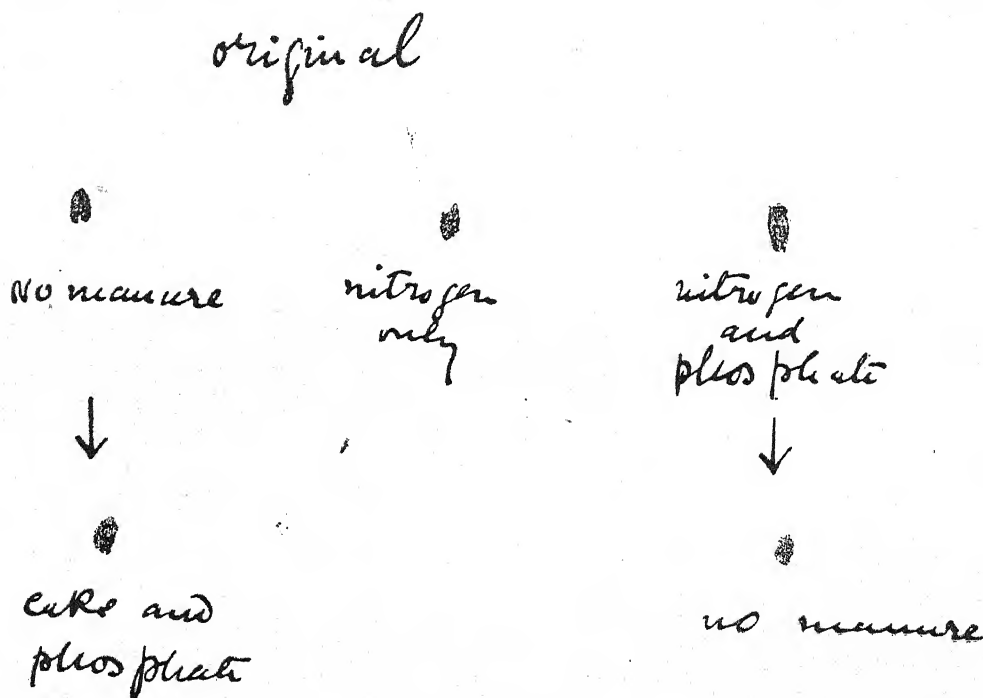 original
No manure
nitrogen
only
nitrogen
and
phosphate
cake and
phosphate
no manure